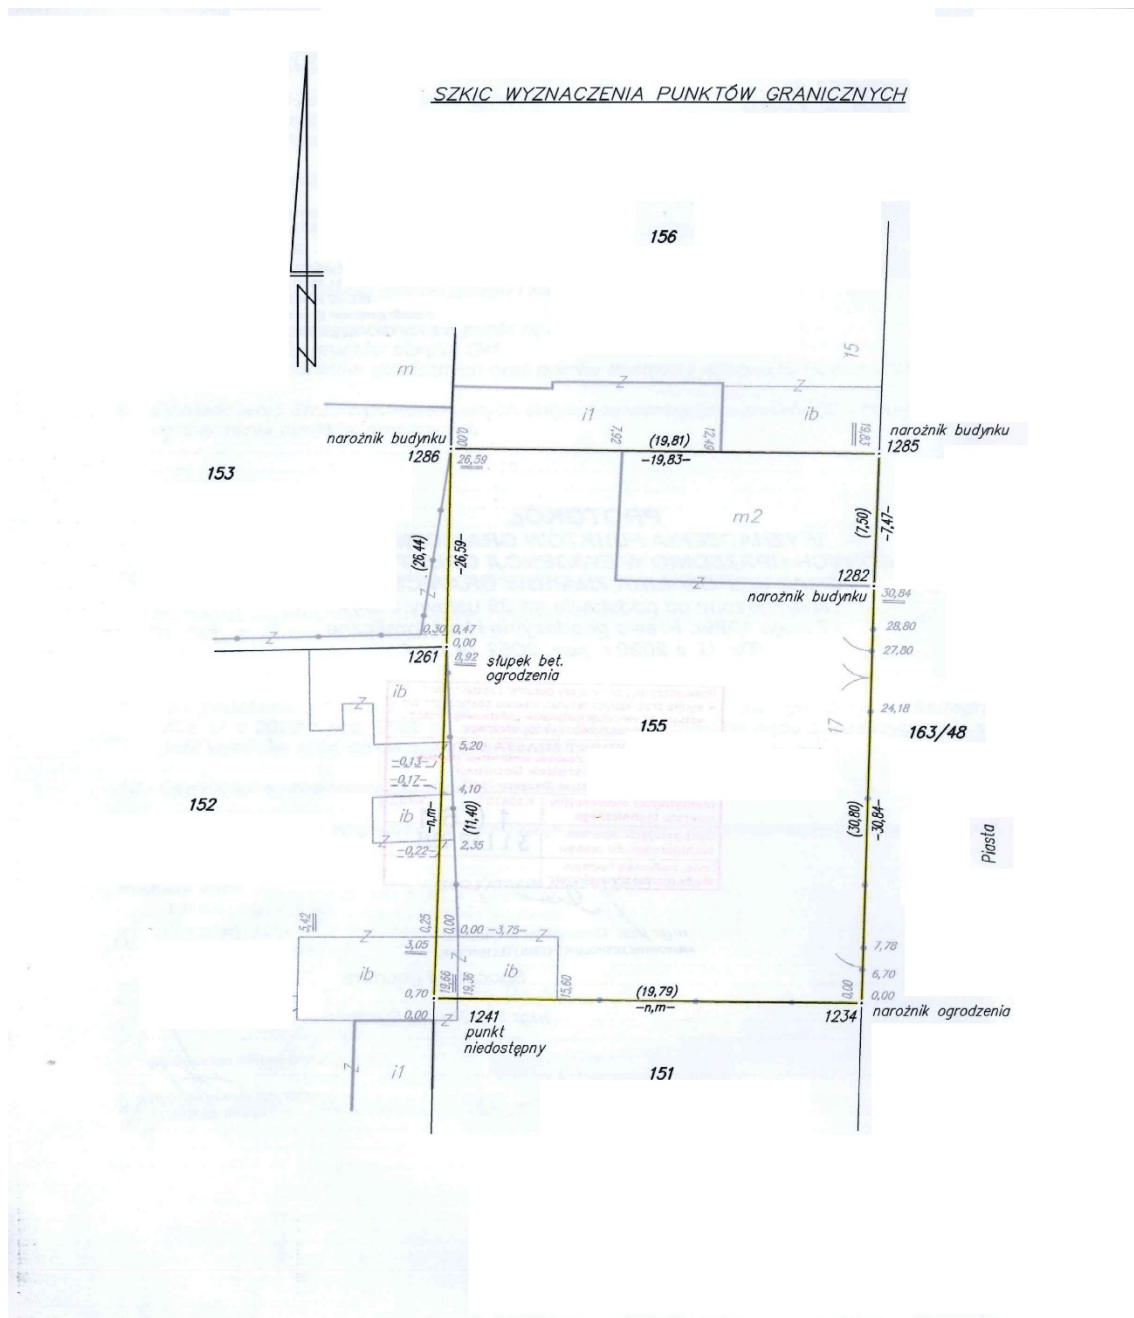 SZKIC WYZNACZENIA PUNKTÓW GRANICZNYCH
156
15
m
i1
ib
narożnik budynku
1286
0,00
7,92
12,49
19,83
narożnik budynku
1285
(19,81)
-19,83-
26,59
153
m2
(7,50)
-7,47-
(26,44)
-26,59-
1282
narożnik budynku
30,84
28,80
27,80
24,18
0,30
0,47
0,00
1261
8,92
słupek bet.
ogrodzenia
ib
5,20
-0,13-
-0,17-
4,10
155
17
163/48
152
ib
-n,m-
(11,40)
2,35
-0,22-
(30,80)
-30,84-
Piasta
5,42
0,25
0,00
0,00
-3,75-
3,05
ib
ib
7,78
6,70
0,70
19,66
19,36
15,60
(19,79)
-n,m-
0,00
0,00
0,00
1241
punkt
niedostępny
1234
narożnik ogrodzenia
i1
151